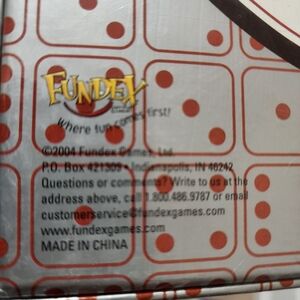 FUNDEX
where fun comes first!
©2004 Fundex Games, Ltd
P.O. Box 421309 • Indianapolis, IN 46242
Questions or comments? Write to us at the
address above, call 1.800.486.9787 or email
customerservice@fundexgames.com
www.fundexgames.com
MADE IN CHINA